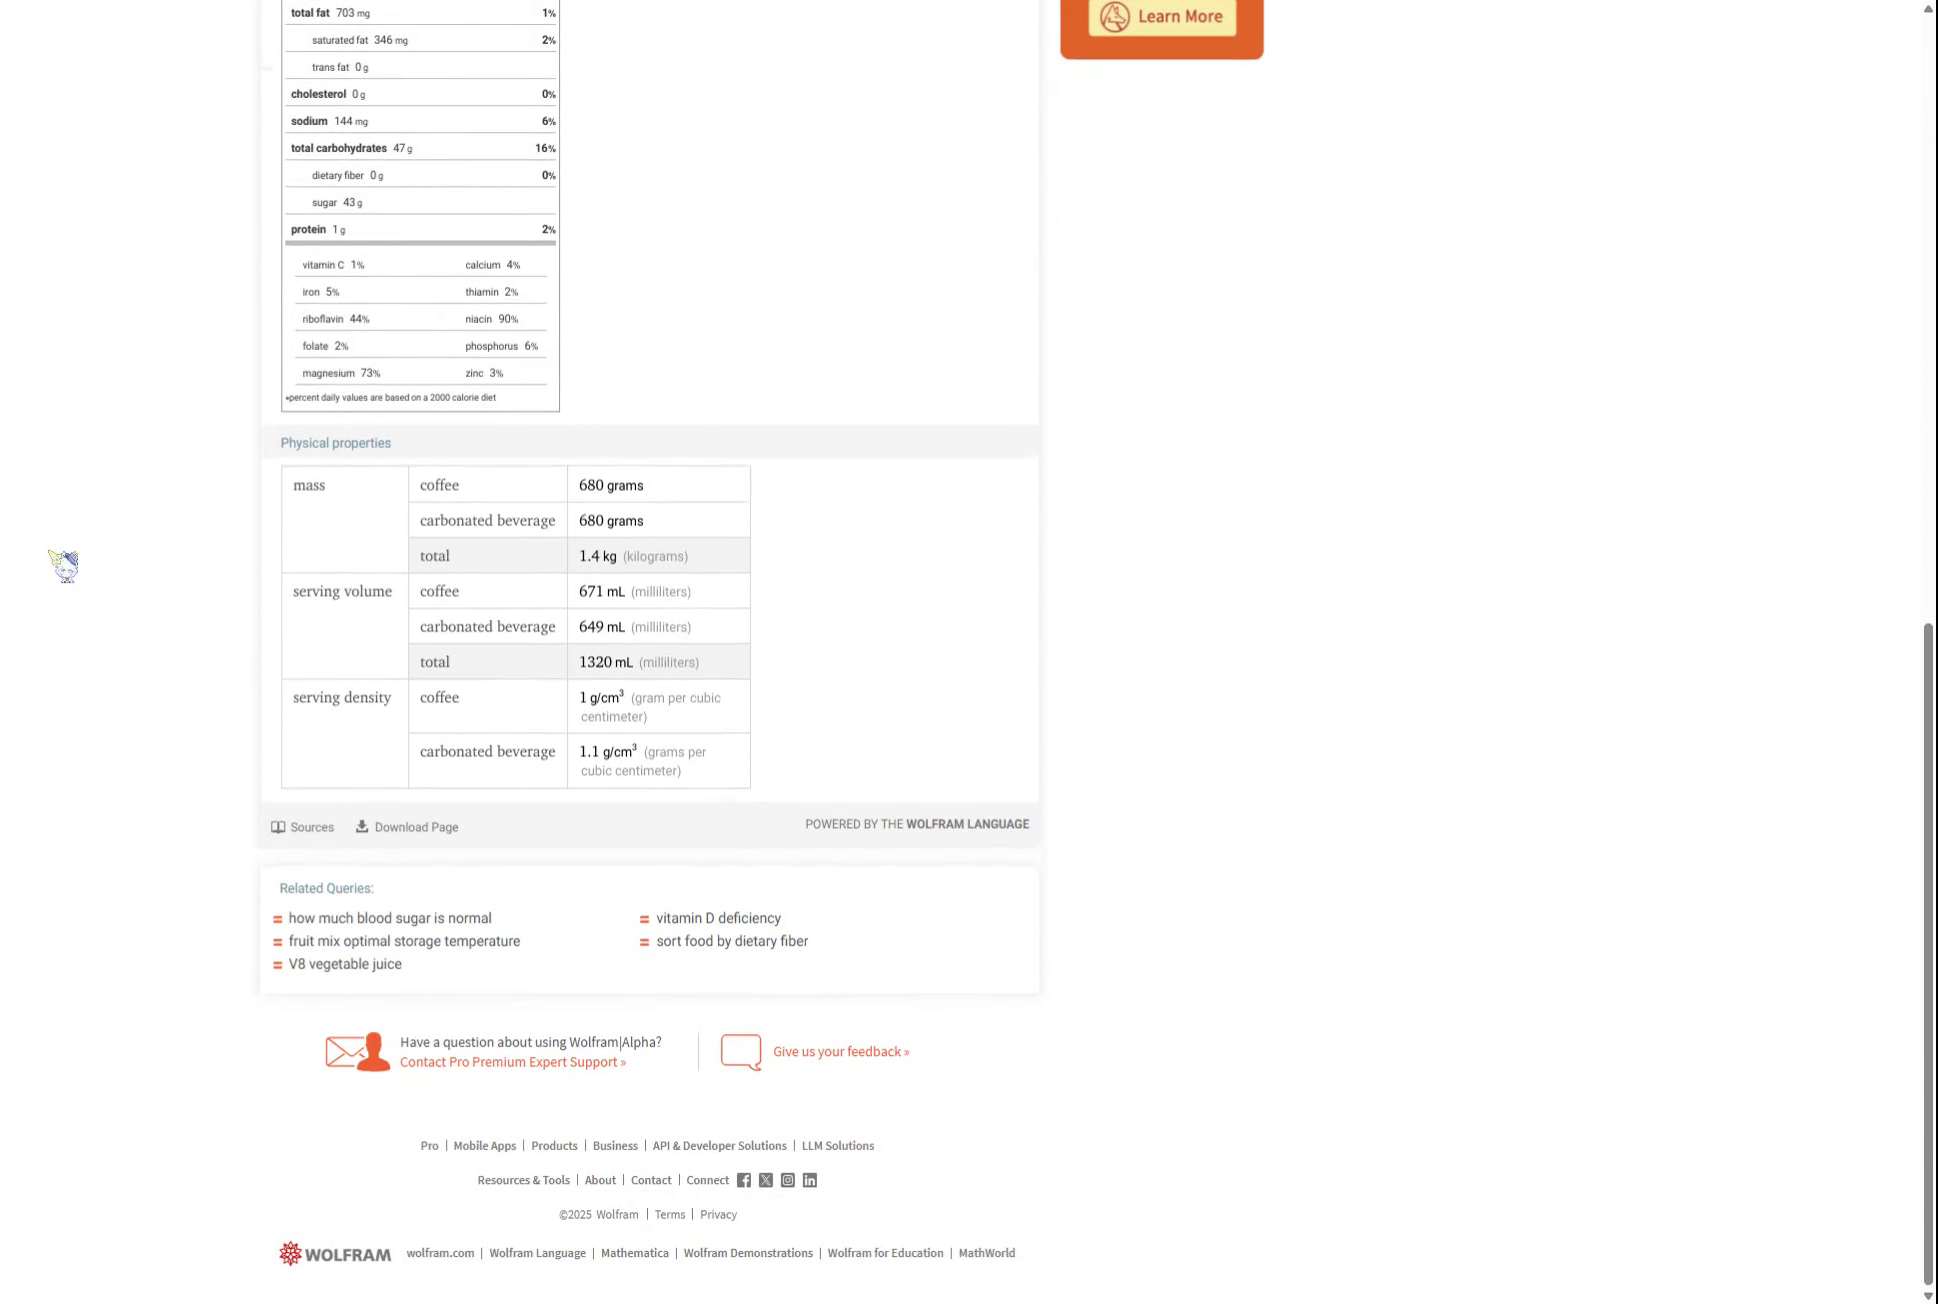 total fat 703 mg 1%
Learn More
saturated fat 346 mg 2%
trans fat 0 g
cholesterol 0 g 0%
sodium 144 mg 6%
total carbohydrates 47 g 16%
dietary fiber 0 g 0%
sugar 43 g
protein 1 g 2%
vitamin C 1% calcium 4%
iron 5% thiamin 2%
riboflavin 44% niacin 90%
folate 2% phosphorus 6%
magnesium 73% zinc 3%
*percent daily values are based on a 2000 calorie diet
Physical properties
mass coffee 680 grams
carbonated beverage 680 grams
total 1.4 kg (kilograms)
serving volume coffee 671 mL (milliliters)
carbonated beverage 649 mL (milliliters)
total 1320 mL (milliliters)
serving density coffee 1 g/cm³ (gram per cubic
centimeter)
carbonated beverage 1.1 g/cm³ (grams per
cubic centimeter)
Sources Download Page POWERED BY THE WOLFRAM LANGUAGE
Related Queries:
= how much blood sugar is normal = vitamin D deficiency
= fruit mix optimal storage temperature = sort food by dietary fiber
= V8 vegetable juice
Have a question about using Wolfram|Alpha?
Contact Pro Premium Expert Support »
Give us your feedback »
Pro | Mobile Apps | Products | Business | API & Developer Solutions | LLM Solutions
Resources & Tools | About | Contact | Connect
©2025 Wolfram | Terms | Privacy
WOLFRAM wolfram.com | Wolfram Language | Mathematica | Wolfram Demonstrations | Wolfram for Education | MathWorld